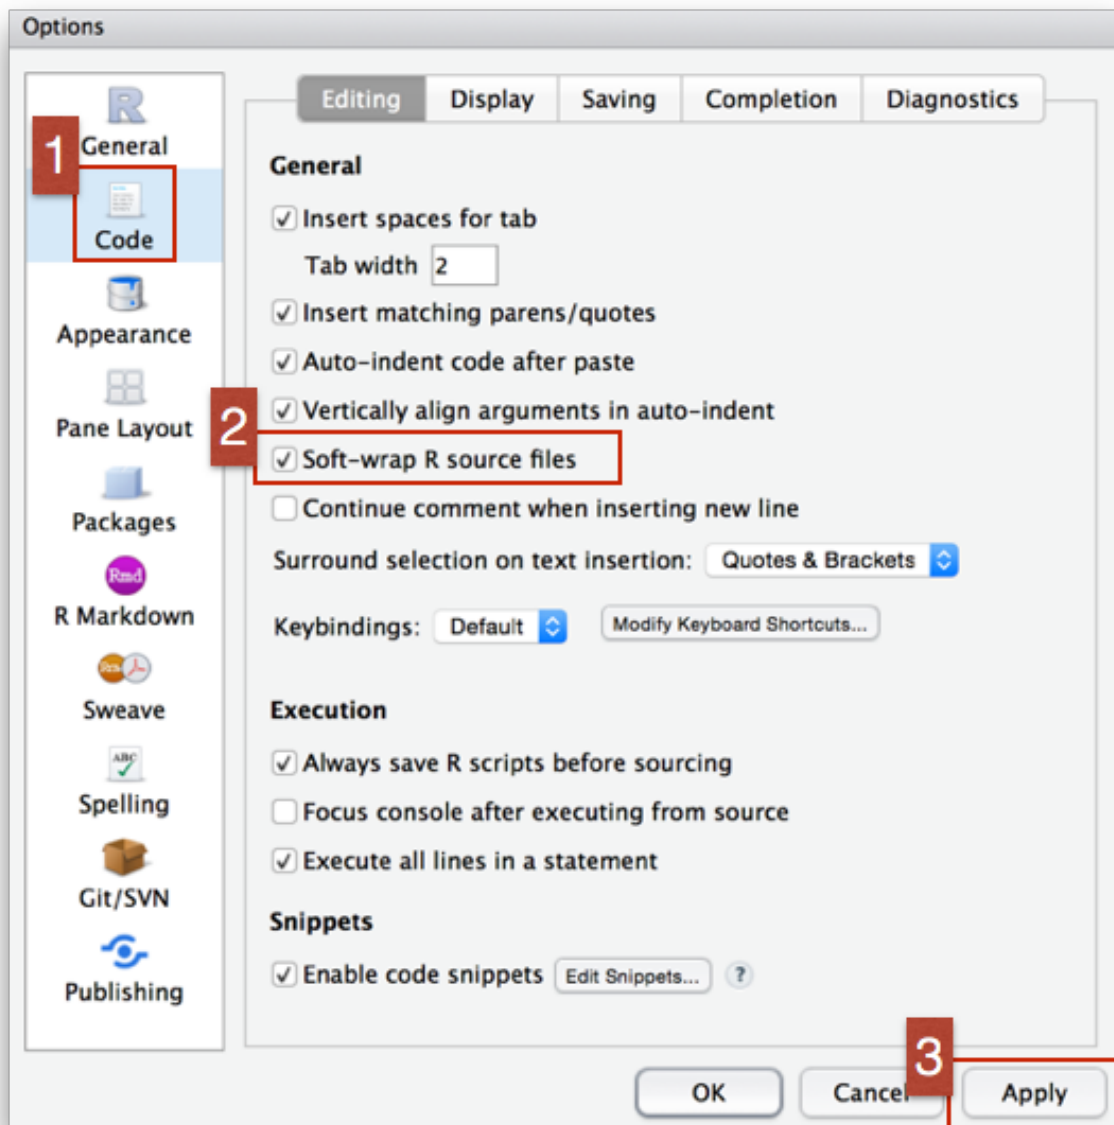 Options
R
General
1
Code
Appearance
Pane Layout
Packages
Rmd
R Markdown
Sweave
ABC
Spelling
Git/SVN
Publishing
Editing Display Saving Completion Diagnostics
General
Insert spaces for tab
Tab width 2
Insert matching parens/quotes
Auto-indent code after paste
Vertically align arguments in auto-indent
2
Soft-wrap R source files
Continue comment when inserting new line
Surround selection on text insertion: Quotes & Brackets
Keybindings: Default Modify Keyboard Shortcuts...
Execution
Always save R scripts before sourcing
Focus console after executing from source
Execute all lines in a statement
Snippets
Enable code snippets Edit Snippets... ?
3
OK Cancel Apply